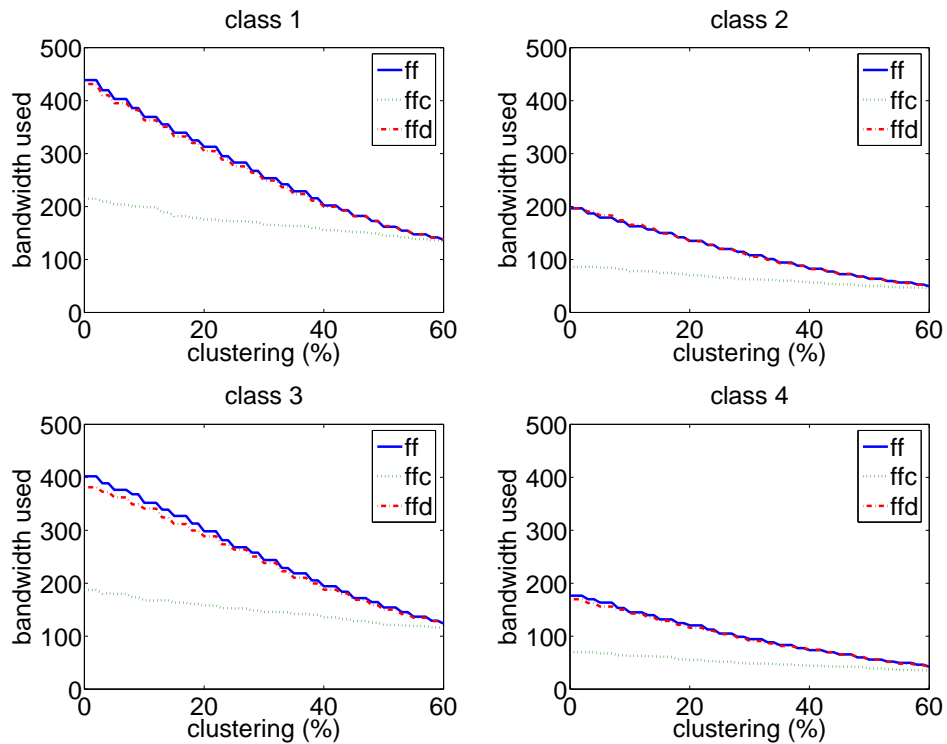 class 1
500
400
300
200
100
0
bandwidth used
ff
ffc
ffd
0 20 40 60
clustering (%)
class 2
500
400
300
200
100
0
bandwidth used
ff
ffc
ffd
0 20 40 60
clustering (%)
class 3
500
400
300
200
100
0
bandwidth used
ff
ffc
ffd
0 20 40 60
clustering (%)
class 4
500
400
300
200
100
0
bandwidth used
ff
ffc
ffd
0 20 40 60
clustering (%)